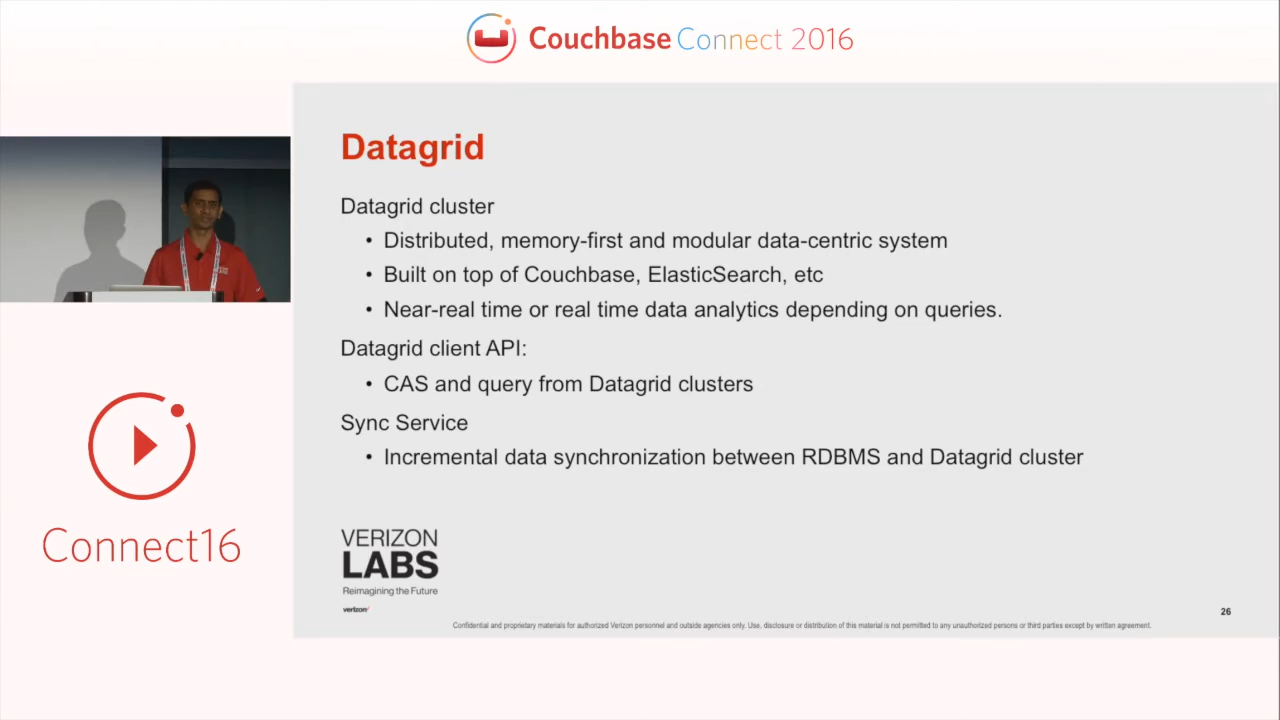 Couchbase Connect 2016
Datagrid
Datagrid cluster
• Distributed, memory-first and modular data-centric system
• Built on top of Couchbase, ElasticSearch, etc
• Near-real time or real time data analytics depending on queries.
Datagrid client API:
• CAS and query from Datagrid clusters
Sync Service
• Incremental data synchronization between RDBMS and Datagrid cluster
Connect16
VERIZON
LABS
Reimagining the Future
verizon
26
Confidential and proprietary materials for authorized Verizon personnel and outside agencies only. Use, disclosure or distribution of this material is not permitted to any unauthorized persons or third parties except by written agreement.